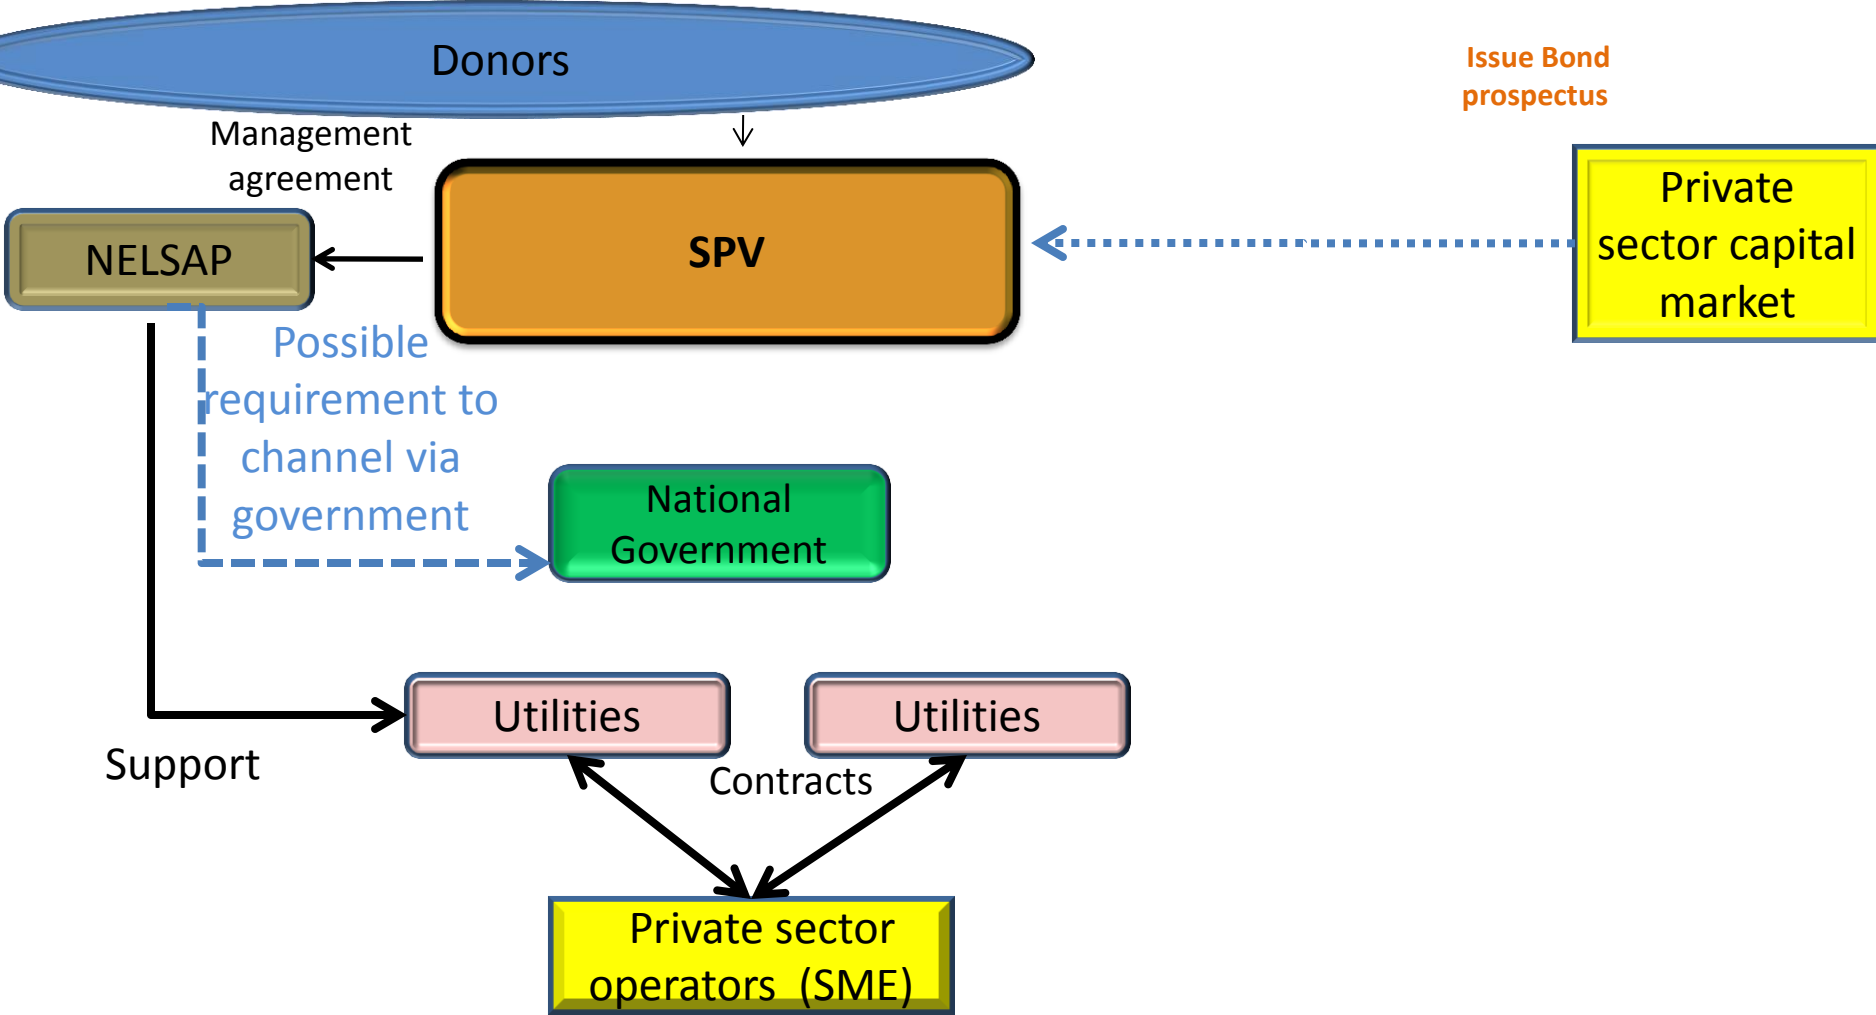 Donors
Issue Bond
prospectus
Management
agreement
Private
sector capital
market
SPV
NELSAP
Possible
requirement to
channel via
government
National
Government
Utilities
Utilities
Support
Contracts
Private sector
operators (SME)